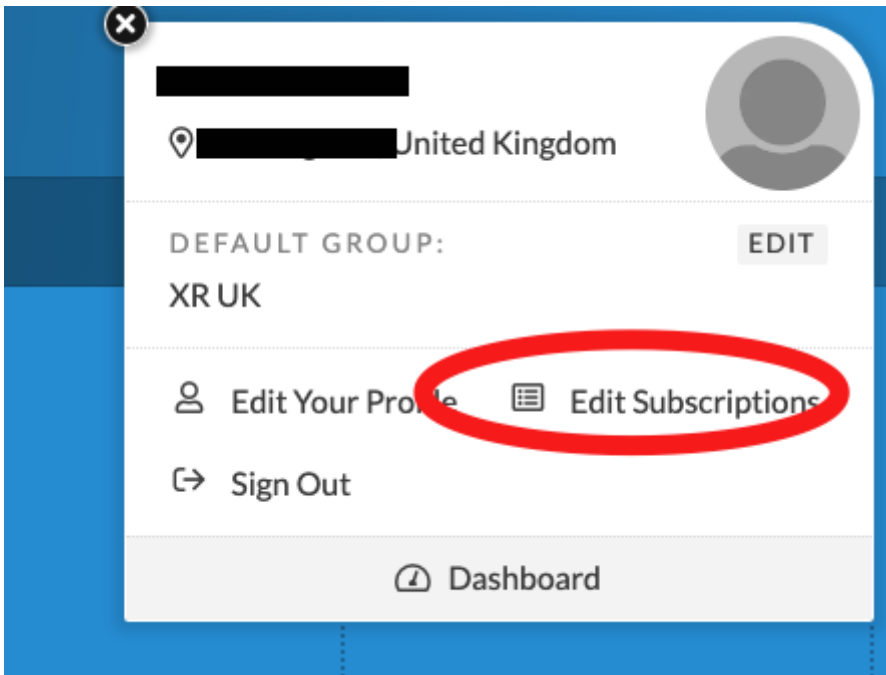 United Kingdom
DEFAULT GROUP:
EDIT
XR UK
Edit Your Profile
Edit Subscriptions
Sign Out
Dashboard